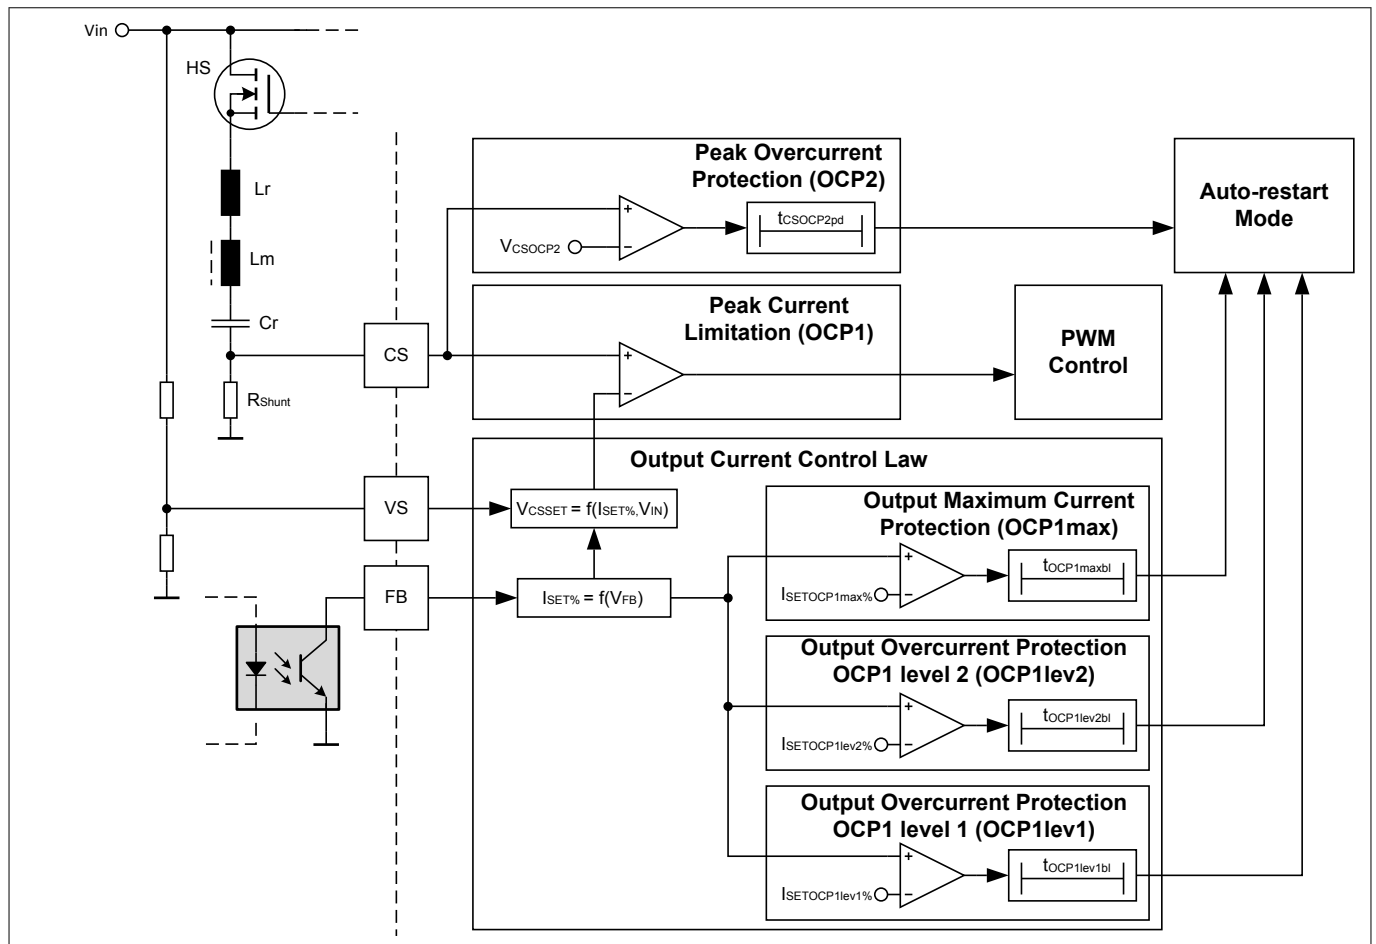 Vin
HS
Lr
Lm
Cr
RShunt
CS
VS
FB
Peak Overcurrent
Protection (OCP2)
+
−
VCSOCP2
tCSOCP2pd
Auto-restart
Mode
Peak Current
Limitation (OCP1)
+
−
PWM
Control
Output Current Control Law
VCSSET = f(ISET%,VIN)
ISET% = f(VFB)
Output Maximum Current
Protection (OCP1max)
+
−
ISETOCP1max%
tOCP1maxbl
Output Overcurrent Protection
OCP1 level 2 (OCP1lev2)
+
−
ISETOCP1lev2%
tOCP1lev2bl
Output Overcurrent Protection
OCP1 level 1 (OCP1lev1)
+
−
ISETOCP1lev1%
tOCP1lev1bl